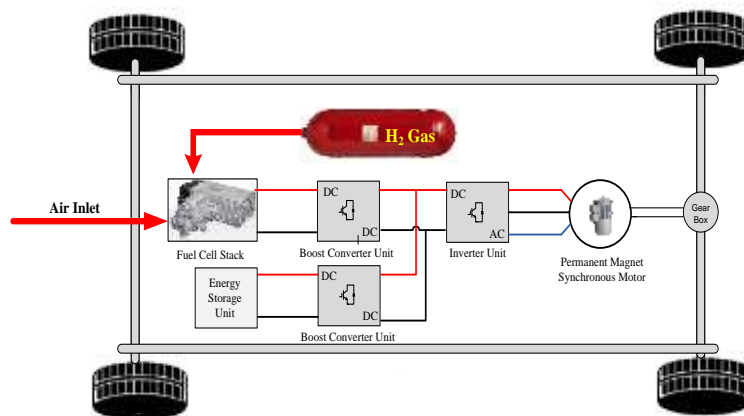 H2 Gas
Air Inlet
DC
DC
Fuel Cell Stack
Boost Converter Unit
DC
AC
Inverter Unit
Permanent Magnet
Synchronous Motor
Gear
Box
Energy
Storage
Unit
DC
DC
Boost Converter Unit